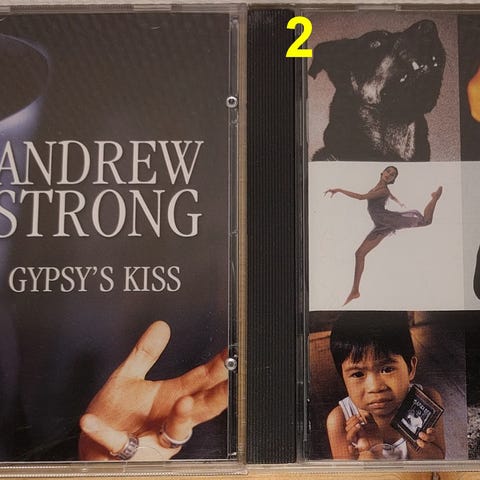 ANDREW
STRONG
GYPSY'S KISS
2